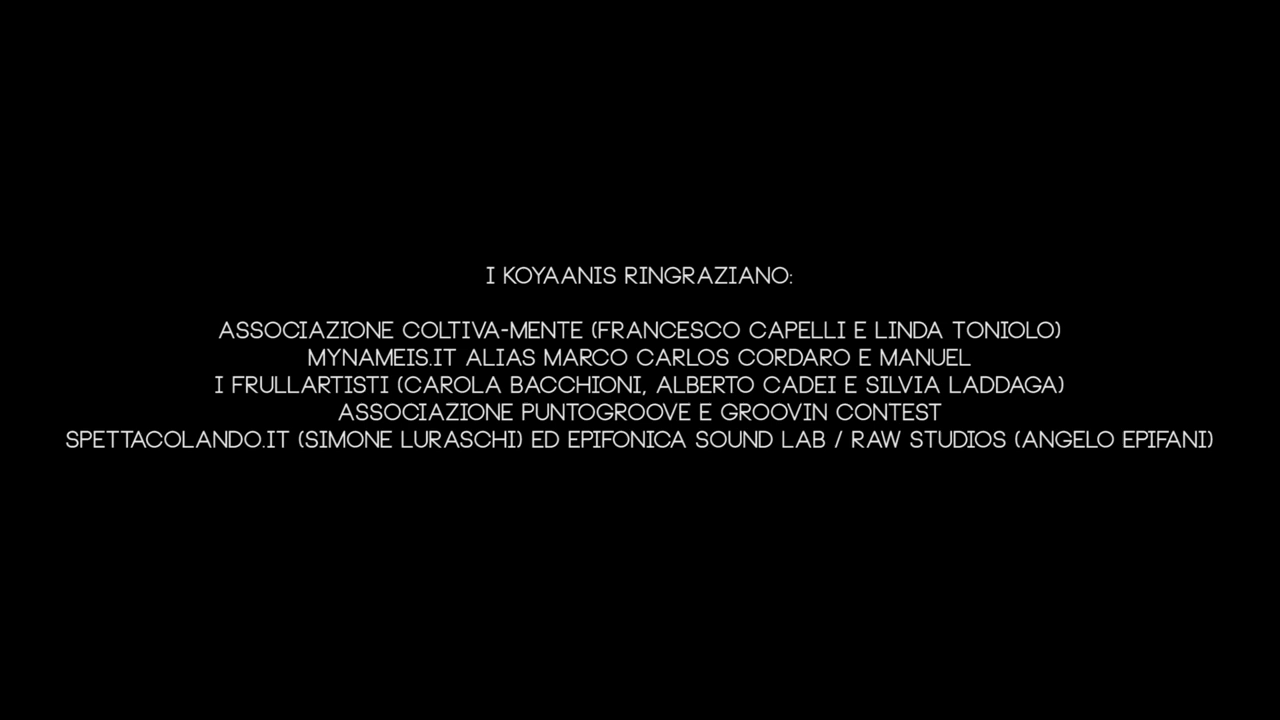 I KOYAANIS RINGRAZIANO:
ASSOCIAZIONE COLTIVA-MENTE (FRANCESCO CAPELLI E LINDA TONIOLO)
MYNAMEIS.IT ALIAS MARCO CARLOS CORDARO E MANUEL
I FRULLARTISTI (CAROLA BACCHIONI, ALBERTO CADEI E SILVIA LADDAGA)
ASSOCIAZIONE PUNTOGROOVE E GROOVIN CONTEST
SPETTACOLANDO.IT (SIMONE LURASCHI) ED EPIFONICA SOUND LAB / RAW STUDIOS (ANGELO EPIFANI)